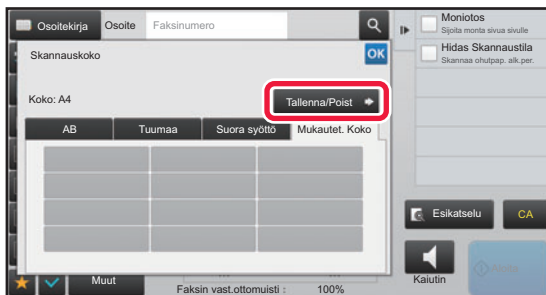 Osoitekirja
Osoite
Faksinumero
Moniotos
Sijoita monta sivua sivulle
Hidas Skannaustila
Skannaa ohutpap. alk.per.
Skannauskoko
OK
Koko: A4
Tallenna/Poist
AB
Tuumaa
Suora syöttö
Mukautet. Koko
Esikatselu
CA
Aloita
Kaiutin
Muut
Faksin vast.ottomuisti :
100%